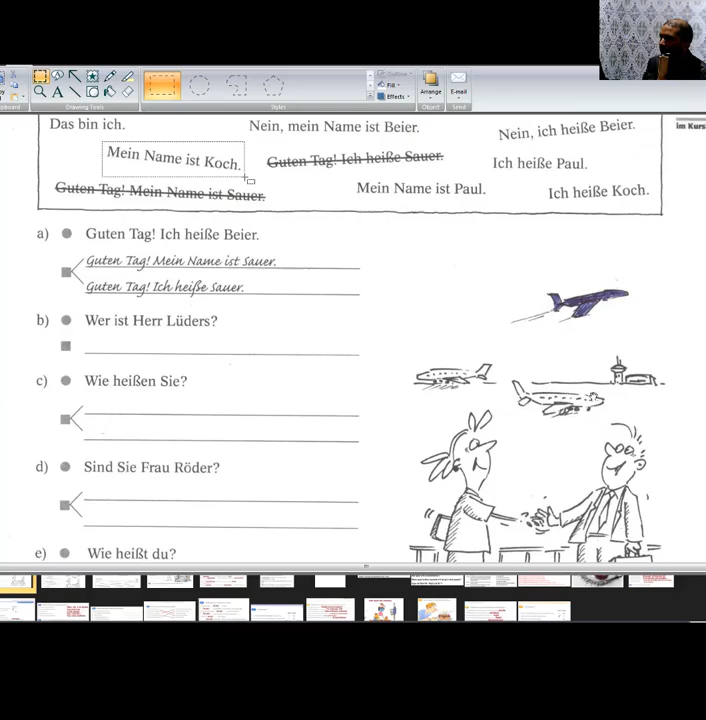 Outline
Fill
Effects
Arrange
E-mail
Drawing Tools
Styles
Object
Send
Das bin ich.
Nein, mein Name ist Beier.
Nein, ich heiße Beier.
im Kurs
Mein Name ist Koch.
Guten Tag! Ich heiße Sauer.
Ich heiße Paul.
Guten Tag! Mein Name ist Sauer.
Mein Name ist Paul.
Ich heiße Koch.
a) Guten Tag! Ich heiße Beier.
Guten Tag! Mein Name ist Sauer.
Guten Tag! Ich heiße Sauer.
b) Wer ist Herr Lüders?
c) Wie heißen Sie?
d) Sind Sie Frau Röder?
e) Wie heißt du?